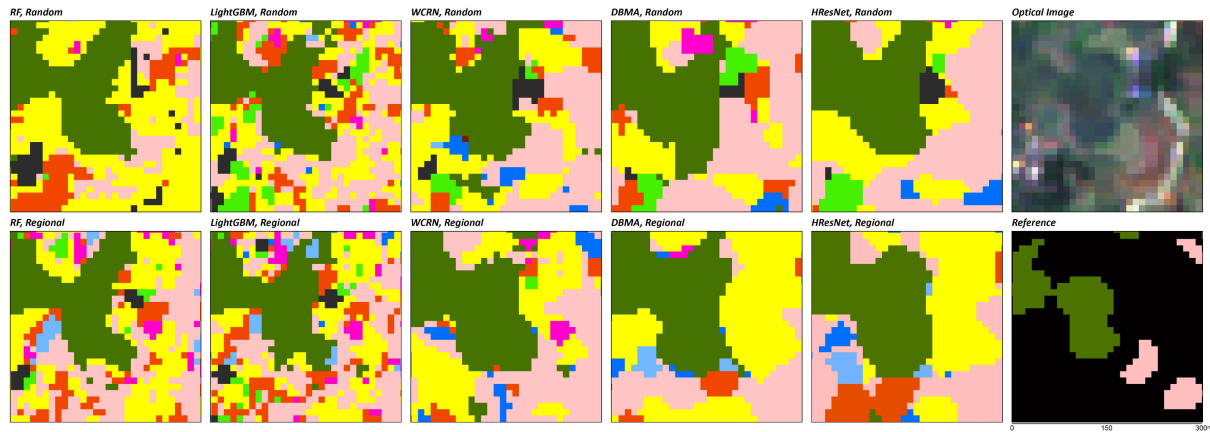 RF, Random
LightGBM, Random
WCRN, Random
DBMA, Random
HResNet, Random
Optical Image
RF, Regional
LightGBM, Regional
WCRN, Regional
DBMA, Regional
HResNet, Regional
Reference
0 150 300m